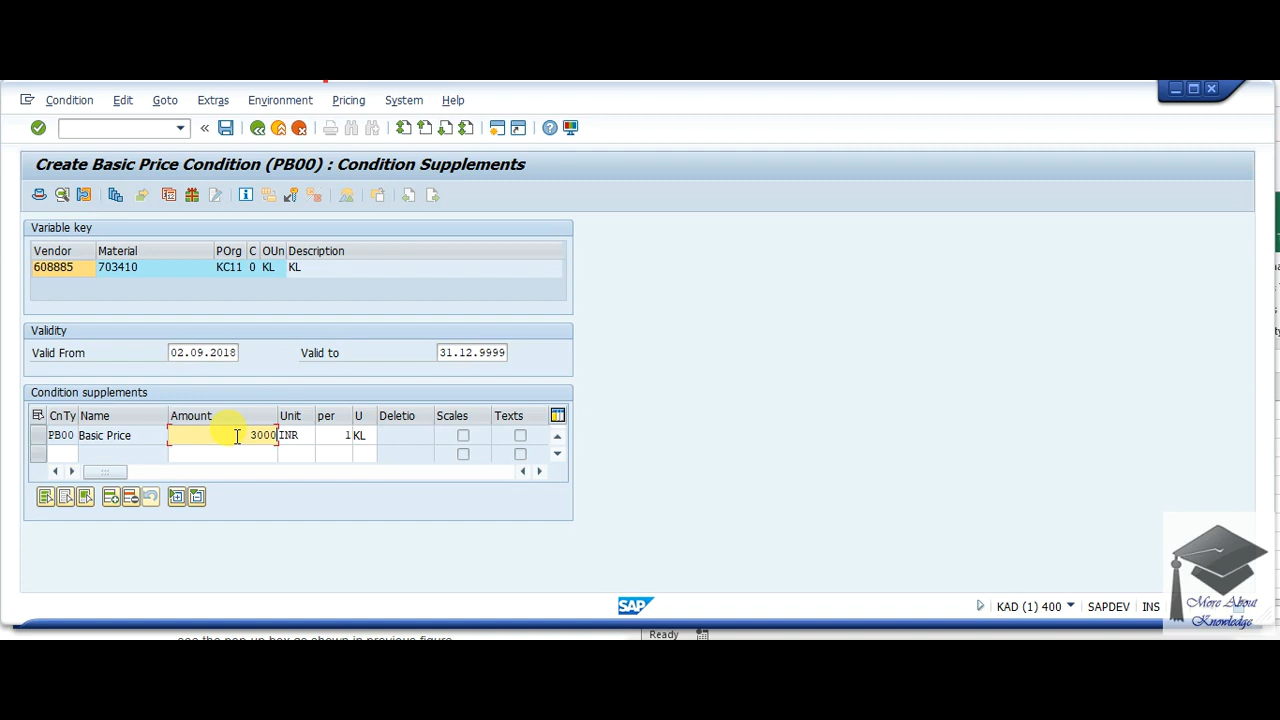 Condition Edit Goto Extras Environment Pricing System Help
Create Basic Price Condition (PB00) : Condition Supplements
Variable key
Vendor Material POrg C OUn Description
608885 703410 KC11 0 KL KL
Validity
Valid From 02.09.2018 Valid to 31.12.9999
Condition supplements
CnTy Name Amount Unit per U Deletio Scales Texts
PB00 Basic Price 3000 INR 1 KL
SAP KAD (1) 400 SAPDEV INS
More About
Knowledge
Ready